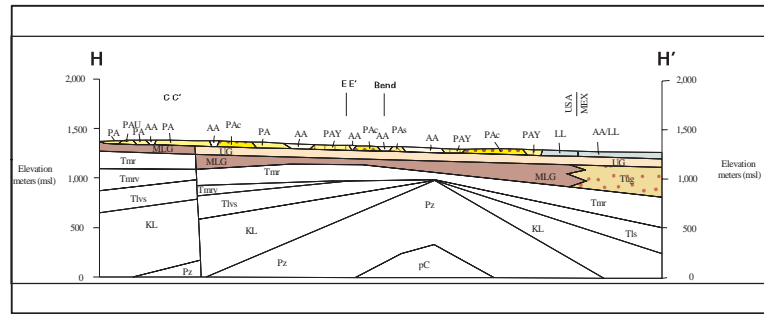 H H′
2,000 2,000
C C′ E E′ Bend USA MEX
PA PAU PA AA PA AA PAc PA AA PAY AA PAc AA PAs AA PAY PAc PAY LL AA/LL
1,500 1,500
MLG UG MLG UG
Tmr Tmr MLG Tug
Elevation meters (msl) 1,000 1,000 Elevation meters (msl)
Tmrv Tmrv Tmr
Tlvs Tlvs Pz
KL KL KL Tls
500 500
Pz Pz pC
0 0